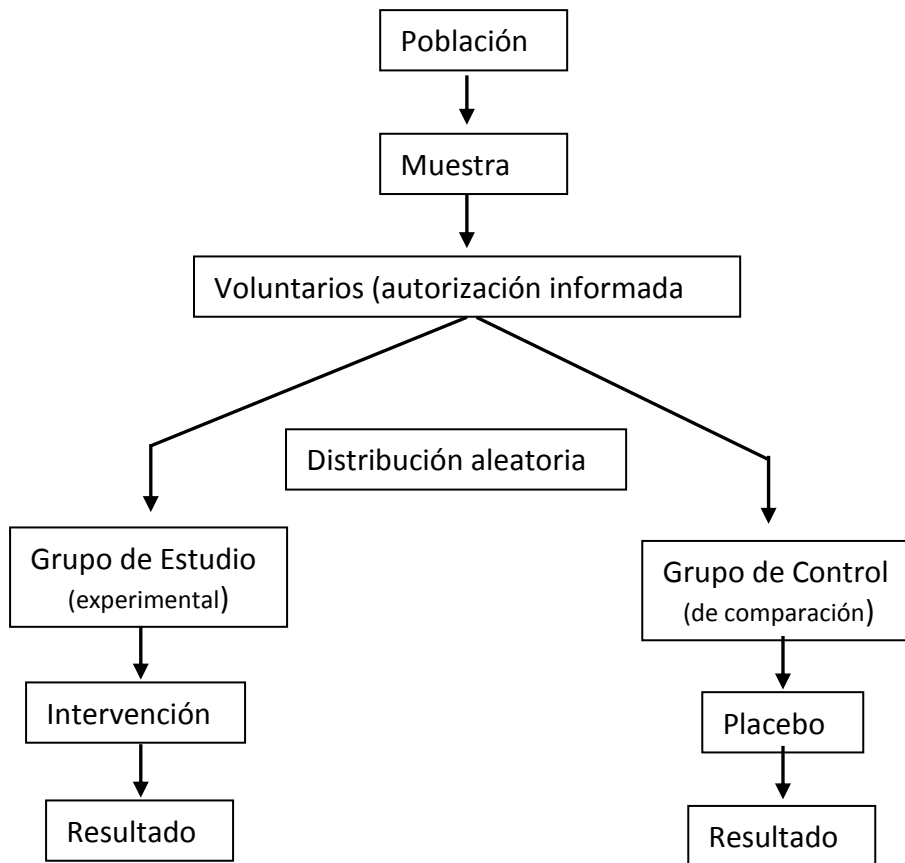 Población
Muestra
Voluntarios (autorización informada
Distribución aleatoria
Grupo de Estudio
(experimental)
Grupo de Control
(de comparación)
Intervención
Placebo
Resultado
Resultado